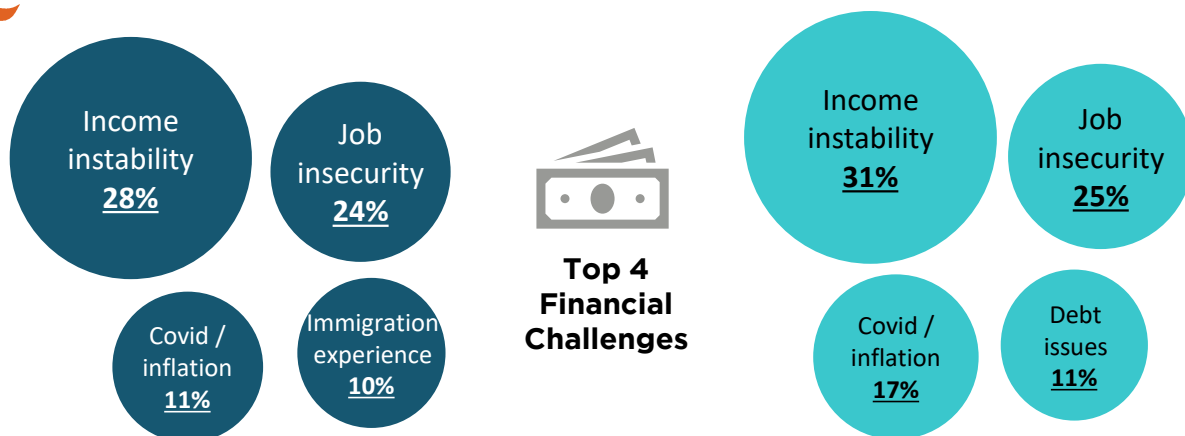 Income
instability
28%
Job
insecurity
24%
Covid /
inflation
11%
Immigration
experience
10%
Top 4
Financial
Challenges
Income
instability
31%
Job
insecurity
25%
Covid /
inflation
17%
Debt
issues
11%